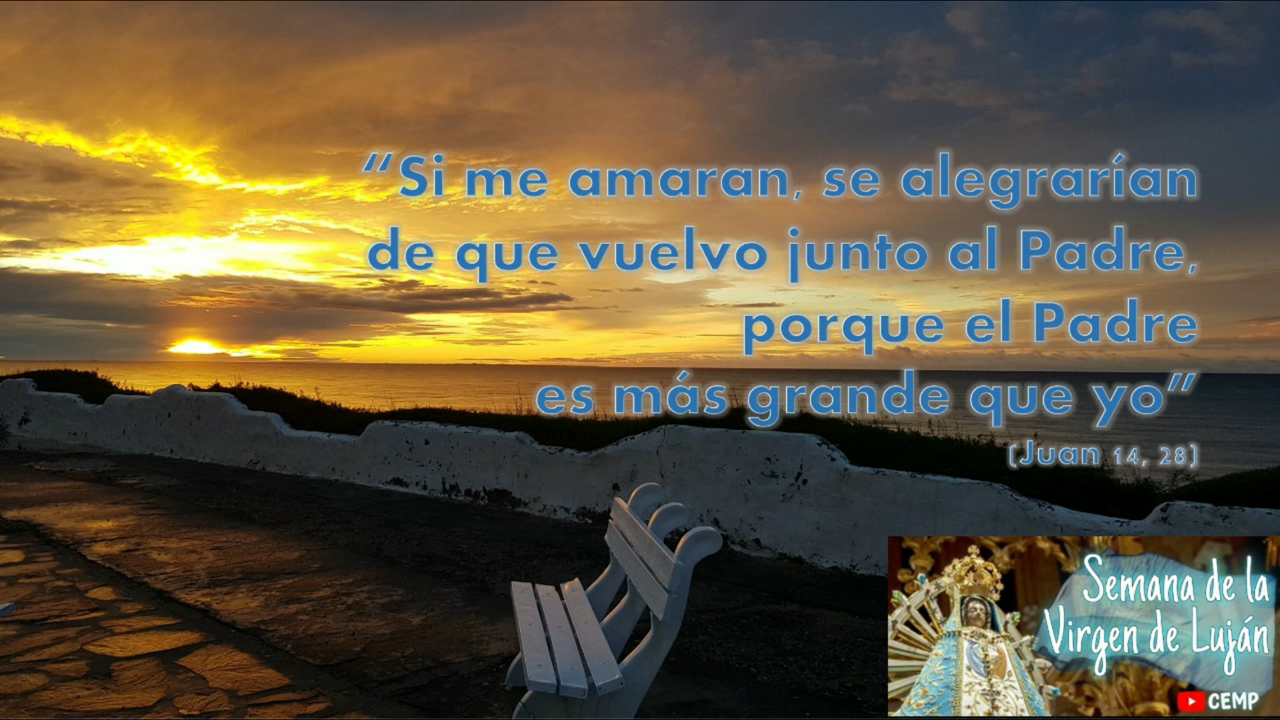 “Si me amaran, se alegrarían
de que vuelvo junto al Padre,
porque el Padre
es más grande que yo”
(Juan 14, 28)
Semana de la
Virgen de Luján
CEMP